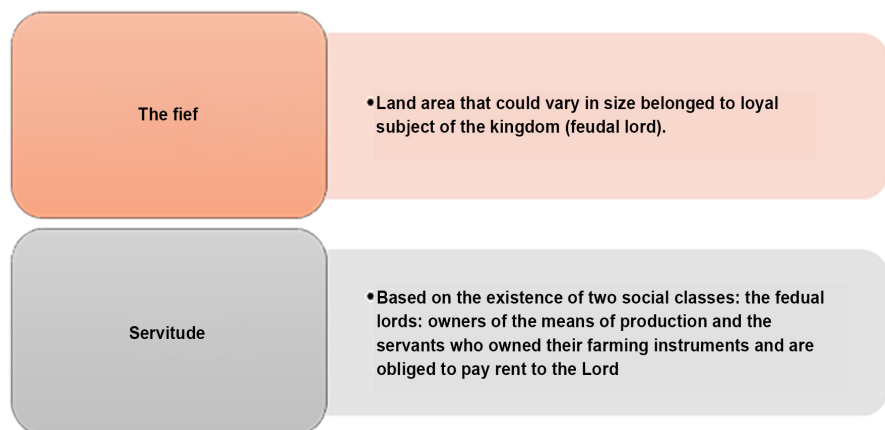 The fief
•Land area that could vary in size belonged to loyal
subject of the kingdom (feudal lord).
Servitude
•Based on the existence of two social classes: the fedual
lords: owners of the means of production and the
servants who owned their farming instruments and are
obliged to pay rent to the Lord